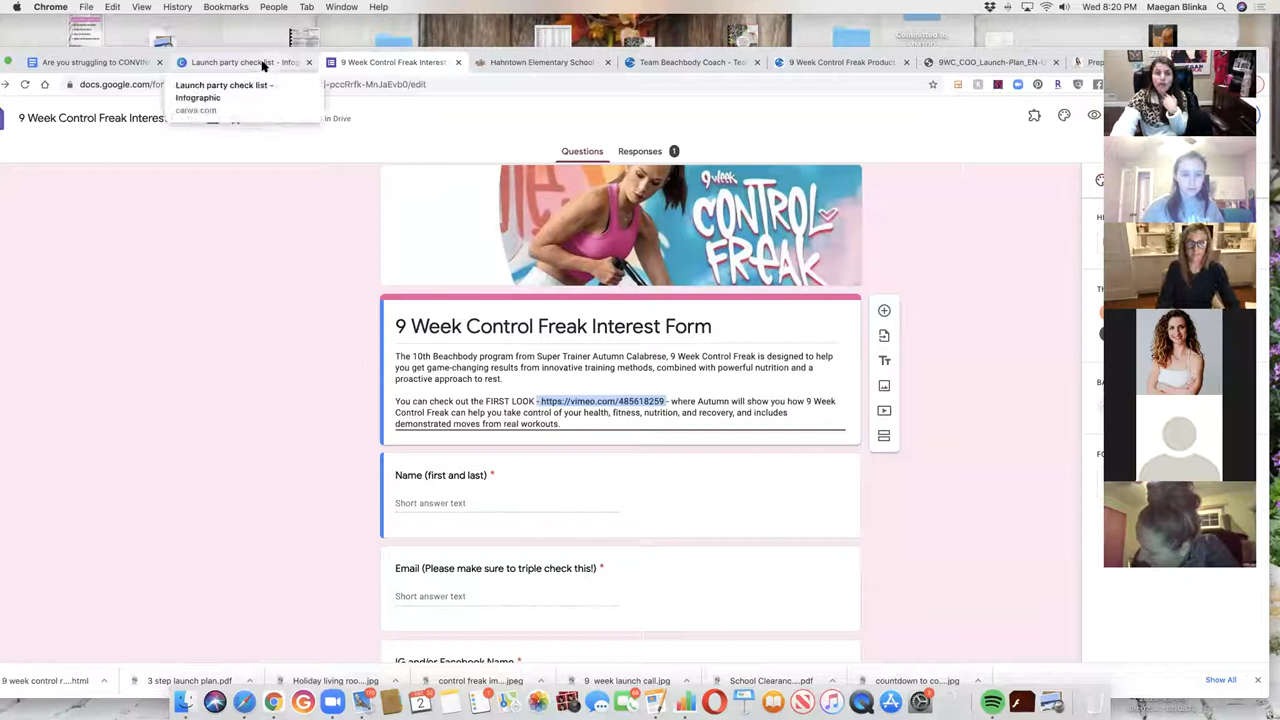 Chrome File Edit View History Bookmarks People Tab Window Help
Wed 8:20 PM Maegan Blinka
Committed to
Are you struggling to CONVIN
Launch party check list - Infog
9 Week Control Freak Interest
Hahntown Elementary School
Team Beachbody Coach - Tea
9 Week Control Freak Product
9WC_COO_Launch-Plan_EN-U
Prep
docs.google.com/for
j-pccRrfk-MnJaEvb0/edit
Launch party check list -
Infographic
canva.com
9 Week Control Freak Interest
in Drive
Questions Responses 1
9 week
CONTROL
FREAK
9 Week Control Freak Interest Form
The 10th Beachbody program from Super Trainer Autumn Calabrese, 9 Week Control Freak is designed to help
you get game-changing results from innovative training methods, combined with powerful nutrition and a
proactive approach to rest.
You can check out the FIRST LOOK - https://vimeo.com/485618259 - where Autumn will show you how 9 Week
Control Freak can help you take control of your health, fitness, nutrition, and recovery, and includes
demonstrated moves from real workouts.
Name (first and last) *
Short answer text
Email (Please make sure to triple check this!) *
Short answer text
IG and/or Facebook Name *
9 week control r....html
3 step launch plan.pdf
Holiday living roo....jpg
control freak im....jpeg
9 week launch call.jpg
School Clearanc....pdf
countdown to co....jpg
Show All